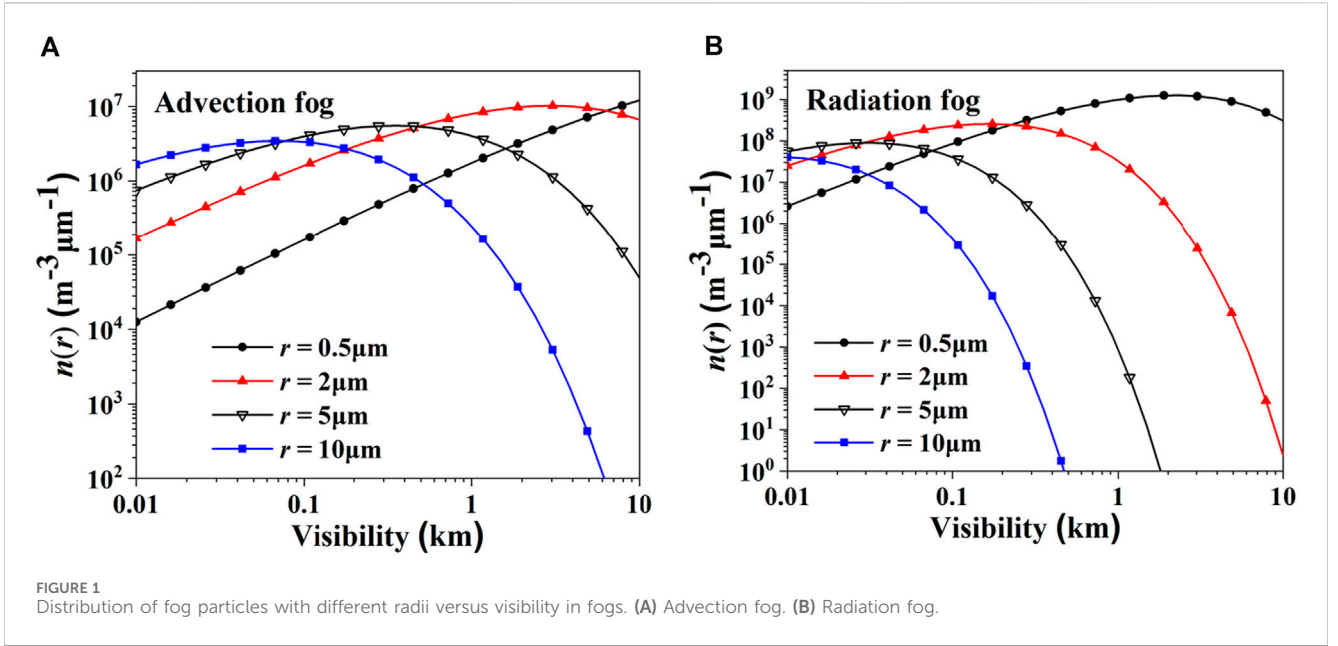 A
B
Advection fog
Radiation fog
10⁷
10⁶
10⁵
10⁴
10³
10²
n(r) (m⁻³μm⁻¹)
r = 0.5μm
r = 2μm
r = 5μm
r = 10μm
0.01
0.1
1
10
Visibility (km)
10⁹
10⁸
10⁷
10⁶
10⁵
10⁴
10³
10²
10¹
10⁰
n(r) (m⁻³μm⁻¹)
r = 0.5μm
r = 2μm
r = 5μm
r = 10μm
0.01
0.1
1
10
Visibility (km)
FIGURE 1
Distribution of fog particles with different radii versus visibility in fogs. (A) Advection fog. (B) Radiation fog.